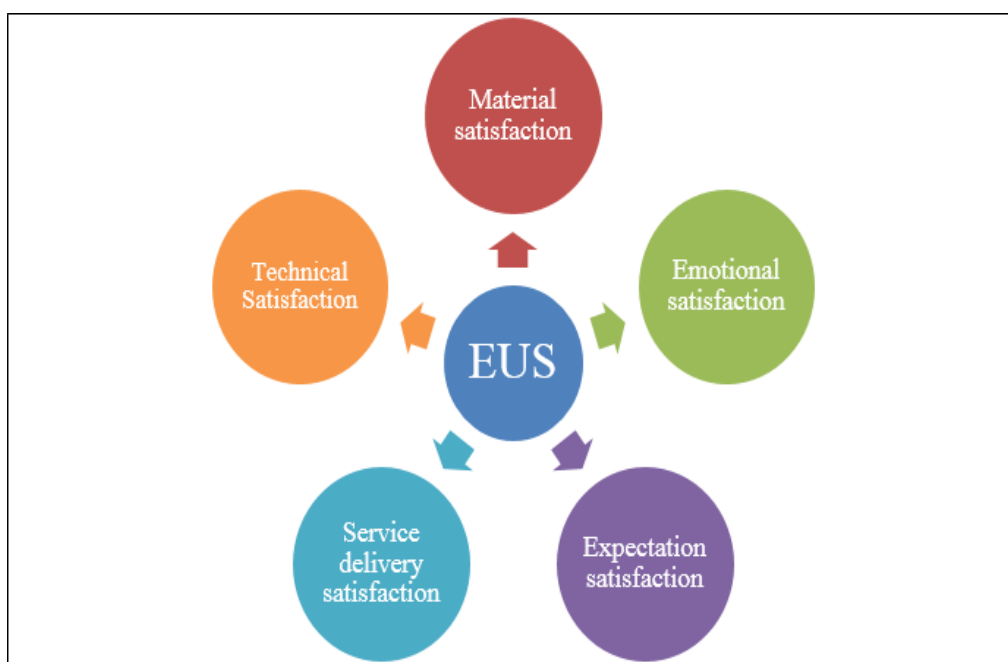 Material
satisfaction
Technical
Satisfaction
Emotional
satisfaction
EUS
Service
delivery
satisfaction
Expectation
satisfaction